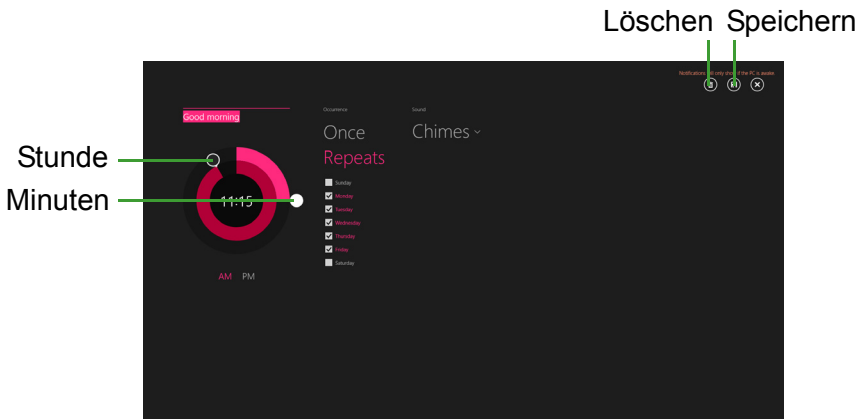 Löschen Speichern
Notifications will only show if the PC is awake.
Good morning
Occurrence
Sound
Once
Chimes
Repeats
Stunde
Minuten
11:15
Sunday
Monday
Tuesday
Wednesday
Thursday
Friday
Saturday
AM PM